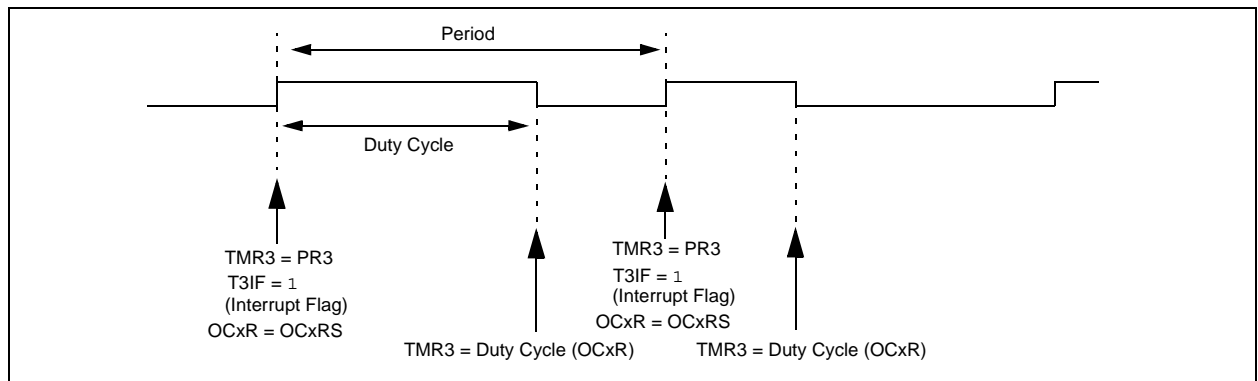 Period
Duty Cycle
TMR3 = PR3
T3IF = 1
(Interrupt Flag)
OCxR = OCxRS
TMR3 = Duty Cycle (OCxR)
TMR3 = PR3
T3IF = 1
(Interrupt Flag)
OCxR = OCxRS
TMR3 = Duty Cycle (OCxR)